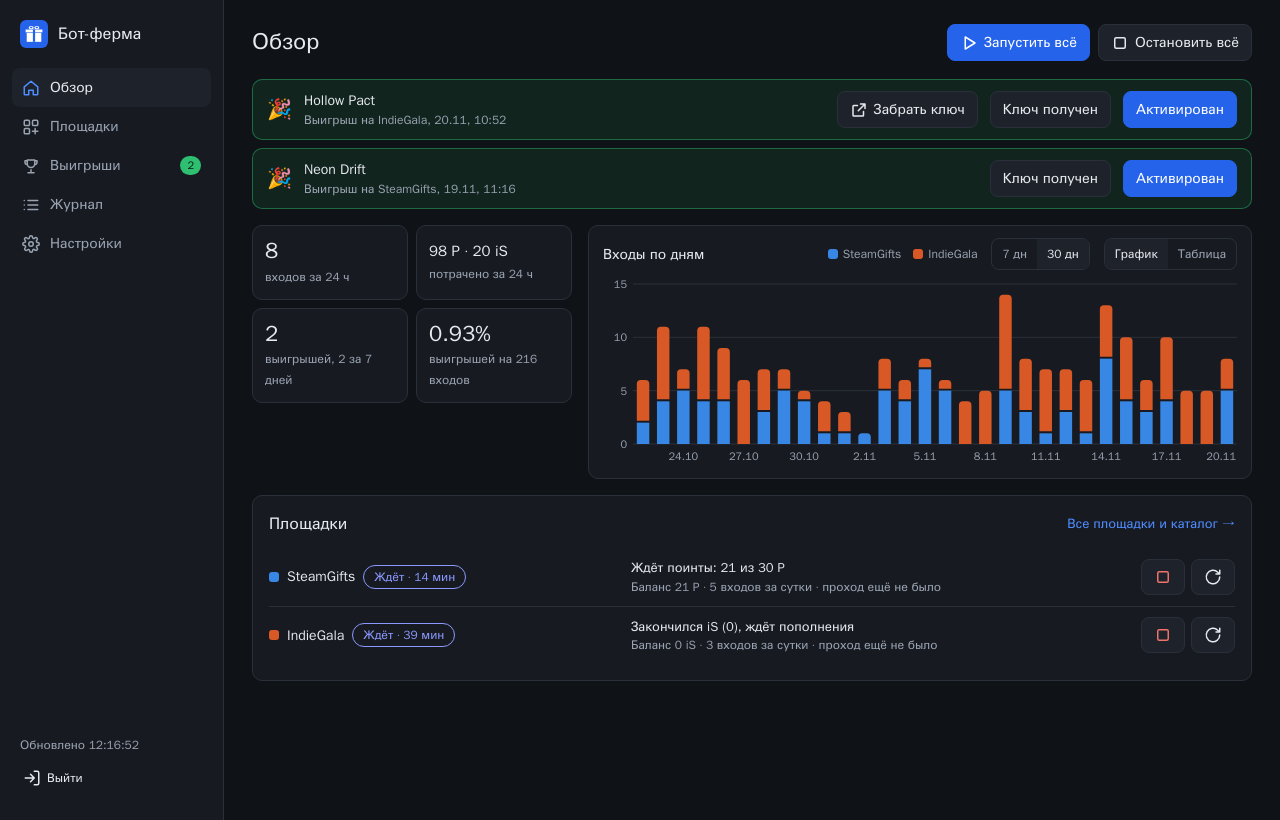 Бот-ферма
Обзор
Площадки
Выигрыши 2
Журнал
Настройки
Обновлено 12:16:52
Выйти
Обзор
Запустить всё
Остановить всё
Hollow Pact
Выигрыш на IndieGala, 20.11, 10:52
Забрать ключ
Ключ получен
Активирован
Neon Drift
Выигрыш на SteamGifts, 19.11, 11:16
Ключ получен
Активирован
8
входов за 24 ч
98 P · 20 iS
потрачено за 24 ч
2
выигрышей, 2 за 7
дней
0.93%
выигрышей на 216
входов
Входы по дням
SteamGifts
IndieGala
7 дн
30 дн
График
Таблица
15
10
5
0
24.10 27.10 30.10 2.11 5.11 8.11 11.11 14.11 17.11 20.11
Площадки
Все площадки и каталог →
SteamGifts
Ждёт · 14 мин
Ждёт поинты: 21 из 30 P
Баланс 21 P · 5 входов за сутки · проход ещё не было
IndieGala
Ждёт · 39 мин
Закончился iS (0), ждёт пополнения
Баланс 0 iS · 3 входов за сутки · проход ещё не было